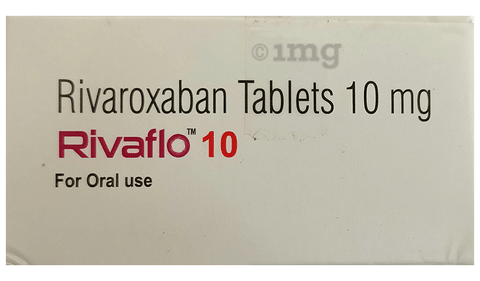 ©1mg
Rivaroxaban Tablets 10 mg
Rivaflo™ 10
For Oral use